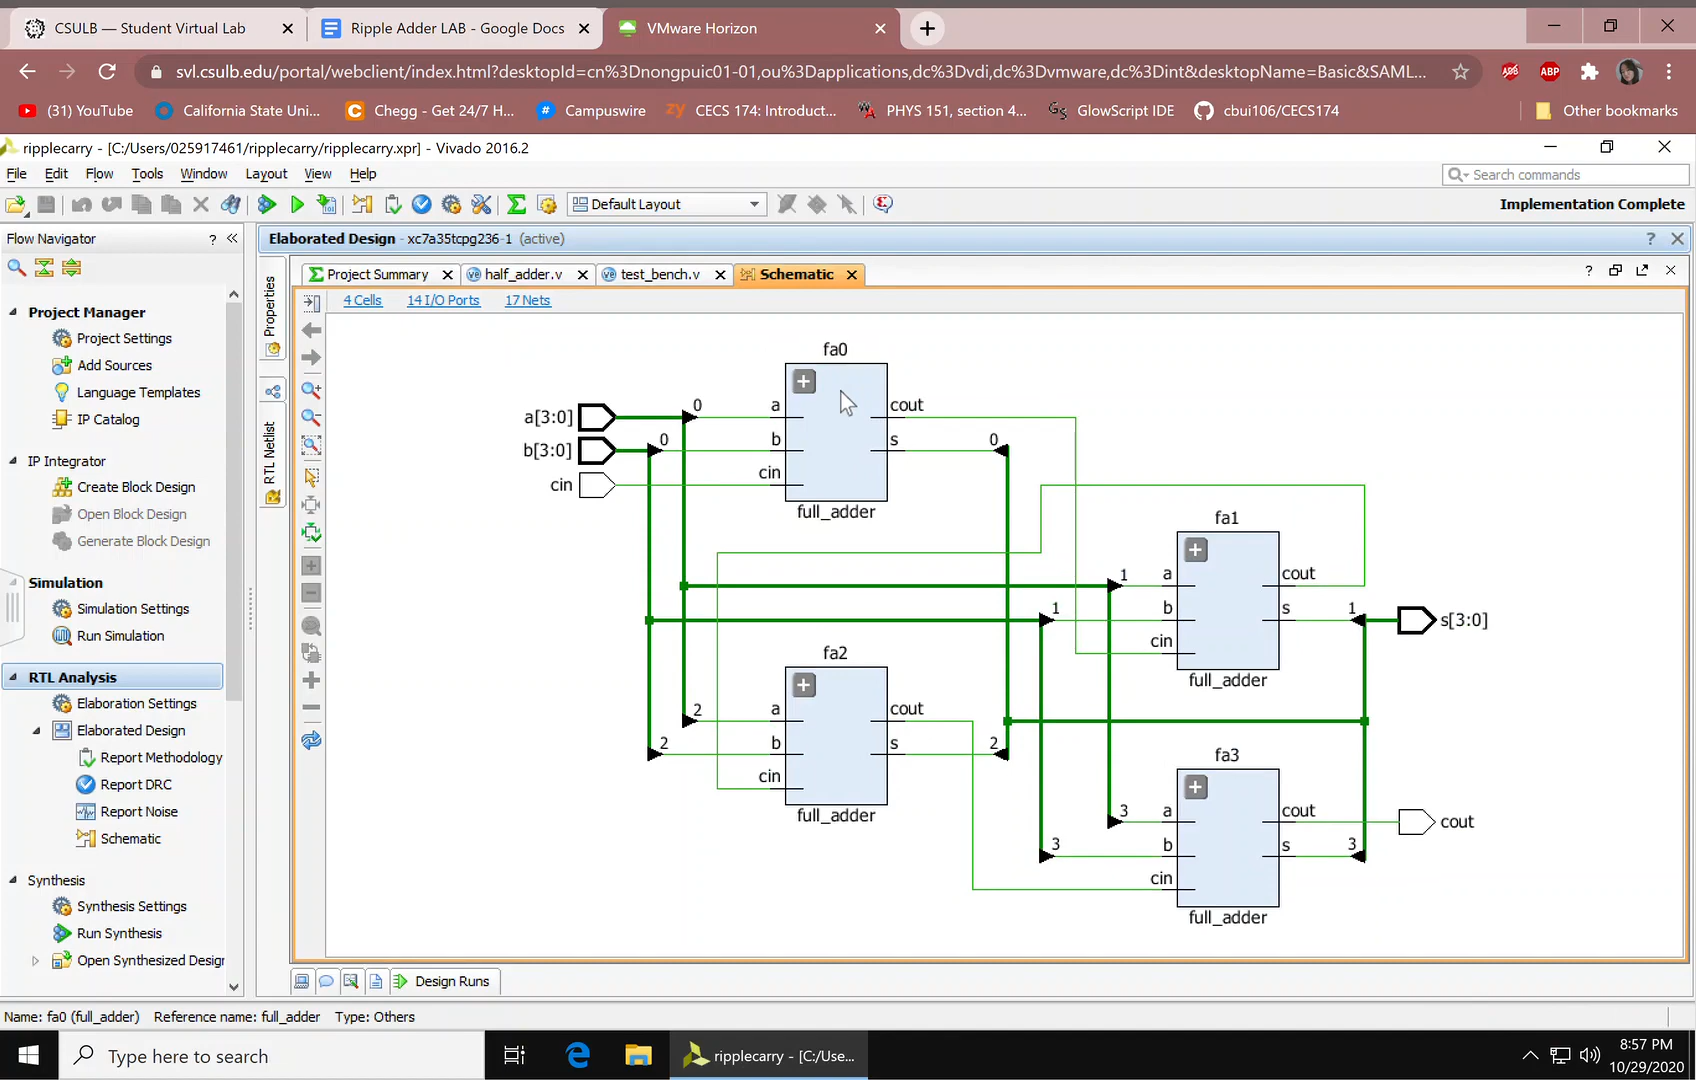 CSULB — Student Virtual Lab
Ripple Adder LAB - Google Docs
VMware Horizon
svl.csulb.edu/portal/webclient/index.html?desktopId=cn%3Dnongpuic01-01,ou%3Dapplications,dc%3Dvdi,dc%3Dvmware,dc%3Dint&desktopName=Basic&SAML...
ABP
(31) YouTube
California State Uni...
Chegg - Get 24/7 H...
Campuswire
zy CECS 174: Introduct...
PHYS 151, section 4...
GlowScript IDE
cbui106/CECS174
Other bookmarks
ripplecarry - [C:/Users/025917461/ripplecarry/ripplecarry.xpr] - Vivado 2016.2
File Edit Flow Tools Window Layout View Help
Search commands
Default Layout
Implementation Complete
Flow Navigator
Elaborated Design - xc7a35tcpg236-1 (active)
Project Summary
half_adder.v
test_bench.v
Schematic
4 Cells
14 I/O Ports
17 Nets
Properties
RTL Netlist
Project Manager
Project Settings
Add Sources
Language Templates
IP Catalog
IP Integrator
Create Block Design
Open Block Design
Generate Block Design
Simulation
Simulation Settings
Run Simulation
RTL Analysis
Elaboration Settings
Elaborated Design
Report Methodology
Report DRC
Report Noise
Schematic
Synthesis
Synthesis Settings
Run Synthesis
Open Synthesized Desigr
fa0
a[3:0] 0 a cout
b[3:0] 0 b s 0
cin cin
full_adder
fa1
1 a cout
1 b s 1 s[3:0]
cin
full_adder
fa2
2 a cout
2 b s 2
cin
full_adder
fa3
3 a cout cout
3 b s 3
cin
full_adder
Design Runs
Name: fa0 (full_adder) Reference name: full_adder Type: Others
Type here to search
ripplecarry - [C:/Use...
8:57 PM
10/29/2020